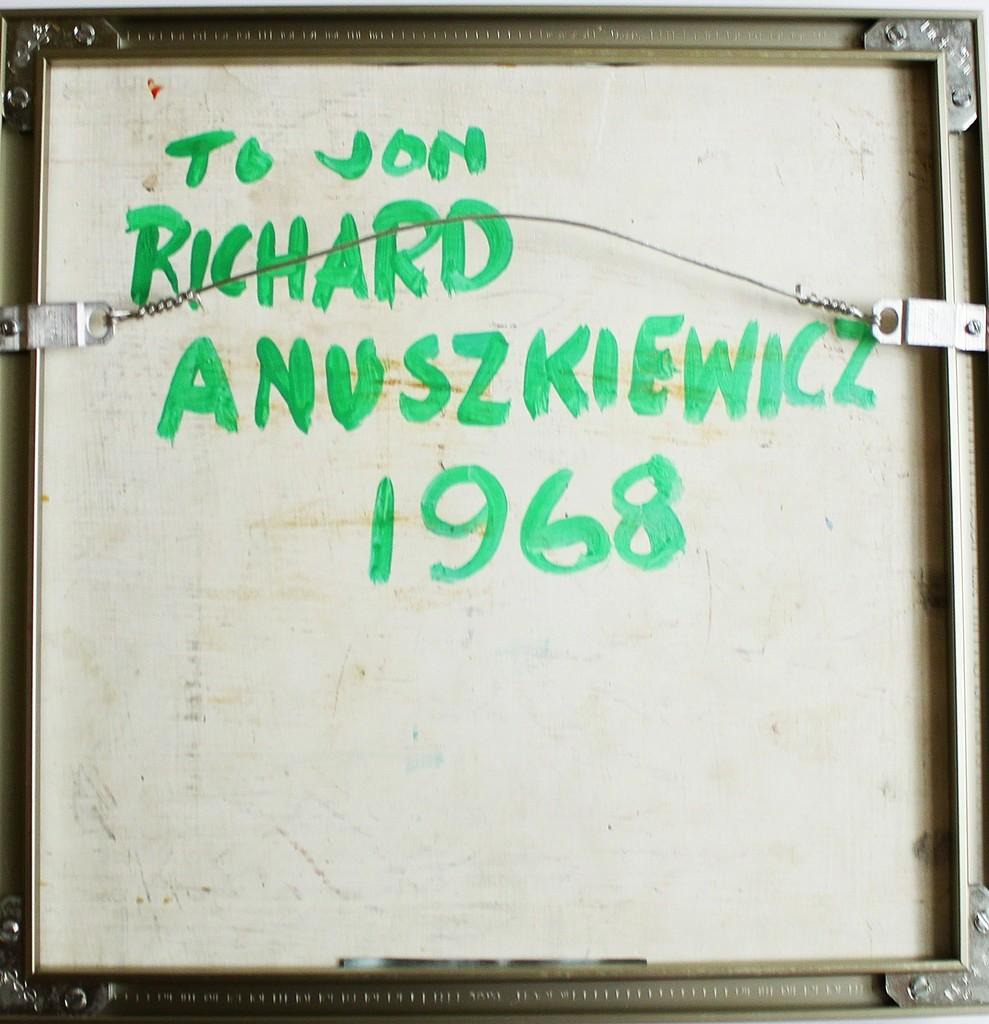 TO JON
RICHARD
ANUSZKIEWICZ
1968